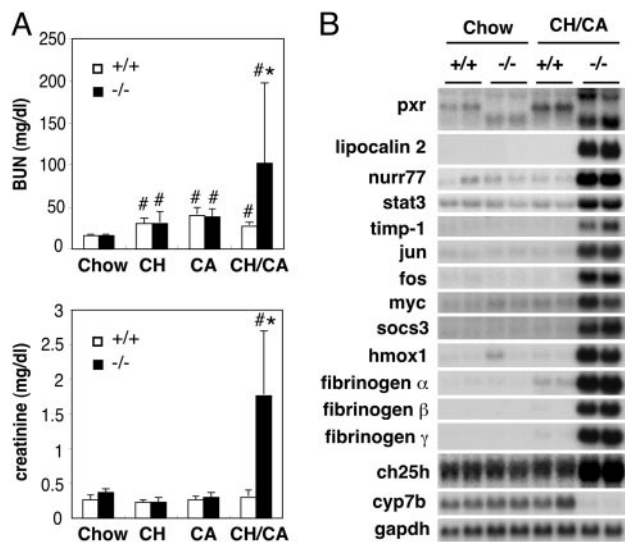 A
BUN (mg/dl)
250
200
150
100
50
0
+/+
-/-
# #
# #
#
#*
Chow CH CA CH/CA
creatinine (mg/dl)
3
2.5
2
1.5
1
0.5
0
+/+
-/-
#*
Chow CH CA CH/CA
B
Chow CH/CA
+/+ -/- +/+ -/-
pxr
lipocalin 2
nurr77
stat3
timp-1
jun
fos
myc
socs3
hmox1
fibrinogen α
fibrinogen β
fibrinogen γ
ch25h
cyp7b
gapdh